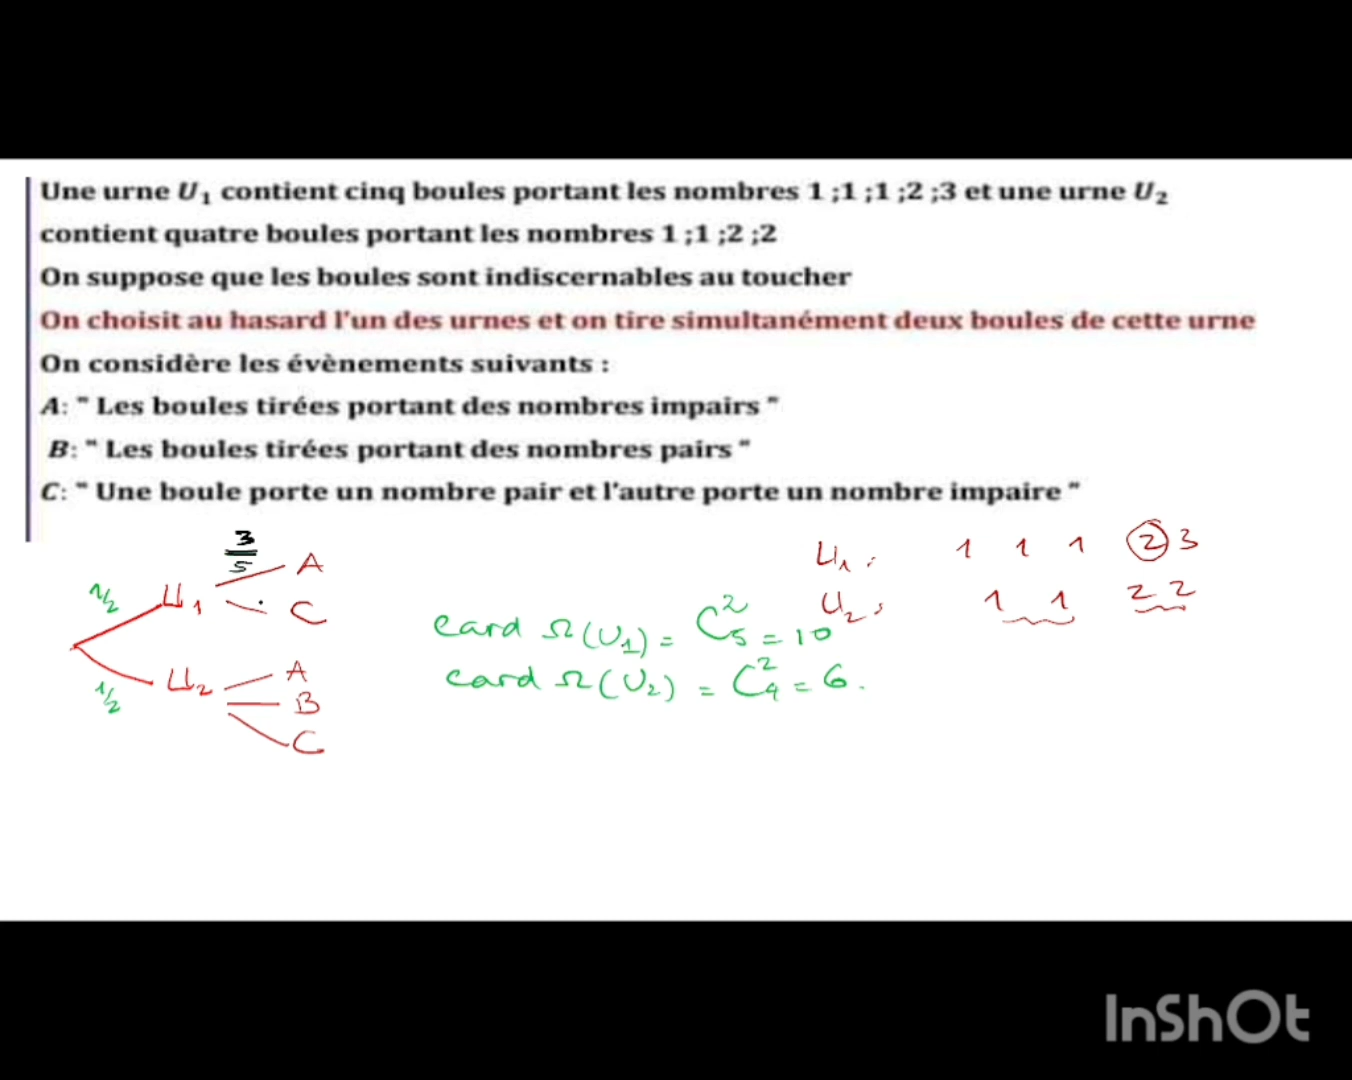 Une urne U₁ contient cinq boules portant les nombres 1 ;1 ;1 ;2 ;3 et une urne U₂
contient quatre boules portant les nombres 1 ;1 ;2 ;2
On suppose que les boules sont indiscernables au toucher
On choisit au hasard l'un des urnes et on tire simultanément deux boules de cette urne
On considère les évènements suivants :
A: " Les boules tirées portant des nombres impairs "
B: " Les boules tirées portant des nombres pairs "
C: " Une boule porte un nombre pair et l'autre porte un nombre impaire "
U₁ : 1 1 1 2 3
U₂ : 1 1 2 2
1/2 U₁ 3/5 A
C
1/2 U₂ A
B
C
card Ω(U₁) = C₅² = 10
card Ω(U₂) = C₄² = 6.
InShOt